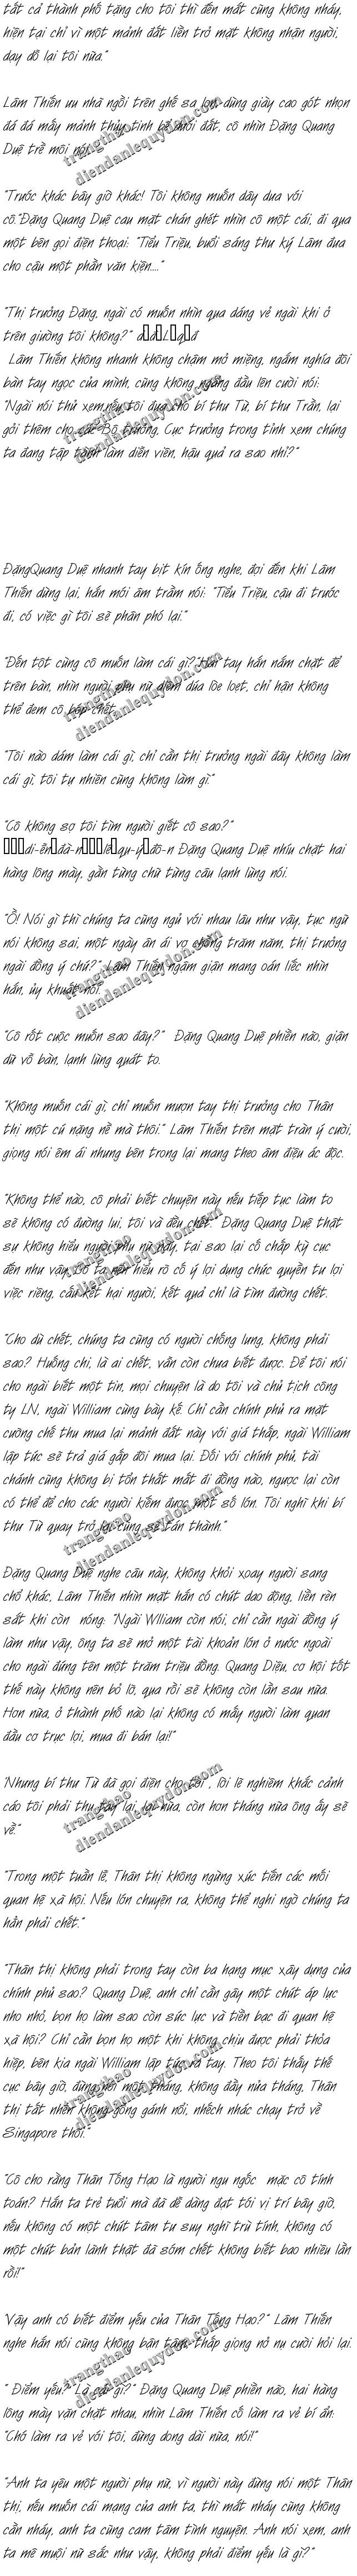 tất cả thành phố tặng cho tôi thì đến mắt cũng không nháy,
hiện tại chỉ vì một mảnh đất liền trở mặt không nhận người,
dạy dỗ lại tôi nữa."
Lâm Thiến ưu nhã ngồi trên ghế sa lon, dùng giày cao gót nhọn
đá đá mấy mảnh thủy tinh bể dưới đất, cô nhìn Đặng Quang
Duệ trề môi nói.
"Trước khác bây giờ khác! Tôi không muốn dây dưa với
cô."Đặng Quang Duệ cau mặt chán ghét nhìn cô một cái, đi qua
một bên gọi điện thoại: "Tiểu Triệu, buổi sáng thư ký Lâm đưa
cho cậu một phần văn kiện...."
"Thị trưởng Đặng, ngài có muốn nhìn qua dáng vẻ ngài khi ở
trên giường tôi không?"
Lâm Thiến không nhanh không chậm mở miệng, ngắm nghía đôi
bàn tay ngọc của mình, cũng không ngẩng đầu lên cười nói:
"Ngài nói thử xem,nếu tôi đưa cho bí thư Từ, bí thư Trần, lại
gởi thêm cho các Bộ trưởng, Cục trưởng trong tỉnh xem chúng
ta đang tập tành làm diễn viên, hậu quả ra sao nhỉ?"
ĐặngQuang Duệ nhanh tay bịt kín ống nghe, đợi đến khi Lâm
Thiến dừng lại, hắn mới âm trầm nói: "Tiểu Triệu, cậu đi trước
đi, có việc gì tôi sẽ phân phó lại."
"Đến tột cùng cô muốn làm cái gì?"Hai tay hắn nắm chặt để
trên bàn, nhìn người phụ nữ diêm dúa lòe loẹt, chỉ hận không
thể đem cô bóp chết.
"Tôi nào dám làm cái gì, chỉ cần thị trưởng ngài đây không làm
cái gì, tôi tự nhiên cũng không làm gì."
"Cô không sợ tôi tìm người giết cô sao?"
Đặng Quang Duệ nhíu chặt hai
hàng lông mày, gằn từng chữ từng câu lạnh lùng nói.
"Ồ! Nói gì thì chúng ta cũng ngủ với nhau lâu như vậy, tục ngữ
nói không sai, một ngày ân ái vợ chồng trăm năm, thị trưởng
ngài đồng ý chứ?" Lâm Thiến ngậm giận mang oán liếc nhìn
hắn, ủy khuất nói.
"Cô rốt cuộc muốn sao đây?" Đặng Quang Duệ phiền não, giận
dữ vỗ bàn, lạnh lùng quát to.
"Không muốn cái gì, chỉ muốn mượn tay thị trưởng cho Thân
thị một cú nặng nề mà thôi." Lâm Thiến trên mặt tràn ý cười,
giọng nói êm ái nhưng bên trong lại mang theo âm điệu ác độc.
"Không thể nào, cô phải biết chuyện này nếu tiếp tục làm to
sẽ không có đường lui, tôi và đều chết." Đặng Quang Duệ thật
sự không hiểu người phụ nữ này, tại sao lại cố chấp kỳ cục
đến như vậy. Cô ta nên hiểu rõ cố ý lợi dụng chức quyền tư lợi
việc riêng, cấu kết hại người, kết quả chỉ là tìm đường chết.
"Cho dù chết, chúng ta cũng có người chống lưng, không phải
sao? Huống chi, là ai chết, vẫn còn chưa biết được. Để tôi nói
cho ngài biết một tin, mọi chuyện là do tôi và chủ tịch công
ty LN, ngài William cùng bày kế. Chỉ cần chính phủ ra mặt
cưỡng chế thu mua lại mảnh đất này với giá thấp, ngài William
lập tức sẽ trả giá gấp đôi mua lại. Đối với chính phủ, tài
chánh cũng không bị tổn thất mất đi đồng nào, ngược lại còn
có thể để cho các người kiếm được một số lớn. Tôi nghĩ khi bí
thư Từ quay trở lại, cũng sẽ tán thành."
Đặng Quang Duệ nghe câu này, không khỏi xoay người sang
chổ khác, Lâm Thiến nhìn mặt hắn có chút dao động, liền rèn
sắt khi còn nóng: "Ngài Wlliam còn nói, chỉ cần ngài đồng ý
làm như vậy, ông ta sẽ mở một tài khoản lớn ở nước ngoài
cho ngài đứng tên một trăm triệu đồng. Quang Diệu, cơ hội tốt
thế này không nên bỏ lỡ, qua rồi sẽ không còn lần sau nữa.
Hơn nữa, ở thành phố nào lại không có mấy người làm quan
đầu cơ trục lợi, mua đi bán lại!"
"Nhưng bí thư Từ đã gọi điện cho tôi , lời lẽ nghiêm khắc cảnh
cáo tôi phải thu tay lại, lại nữa, còn hơn tháng nữa ông ấy sẽ
về."
"Trong một tuần lễ, Thân thị không ngừng xúc tiến các mối
quan hệ xã hội. Nếu lớn chuyện ra, không thể nghi ngờ chúng ta
hẳn phải chết."
"Thân thị không phải trong tay còn ba hạng mục xây dựng của
chính phủ sao? Quang Duệ, anh chỉ cần gây một chút áp lực
nho nhỏ, bọn họ làm sao còn sức lực và tiền bạc đi quan hệ
xã hội? Chỉ cần bọn họ một khi không chịu được phải thỏa
hiệp, bên kia ngài William lập tức ra tay. Theo tôi thấy thế
cục bây giờ, đừng nói một tháng, không đầy nửa tháng, Thân
thị tất nhiên không gồng gánh nổi, nhếch nhác chạy trở về
Singapore thôi."
"Cô cho rằng Thân Tống Hạo là người ngu ngốc mặc cô tính
toán? Hắn ta trẻ tuổi mà đã dễ dàng đạt tới vị trí bây giờ,
nếu không có một chút tâm tư suy nghĩ trù tính, không có
một chút bản lãnh thật đã sớm chết không biết bao nhiêu lần
rồi!"
"Vậy anh có biết điểm yếu của Thân Tống Hạo?" Lâm Thiến
nghe hắn nói cũng không bận tâm, thấp giọng nở nụ cười hỏi lại.
" Điểm yếu? Là cái gì?" Đặng Quang Duệ phiền não, hai hàng
lông mày vặn chặt nhau, nhìn Lâm Thiến cố làm ra vẻ bí ẩn:
"Chớ làm ra vẻ với tôi, đừng dong dài nữa, nói!"
"Anh ta yêu một người phụ nữ, vì người này đừng nói một Thân
thị, nếu muốn cái mạng của anh ta, thì mắt nháy cũng không
cần nháy, anh ta cũng cam tâm tình nguyện. Anh nói xem, anh
ta mê muội nữ sắc như vậy, không phải điểm yếu là gì?"